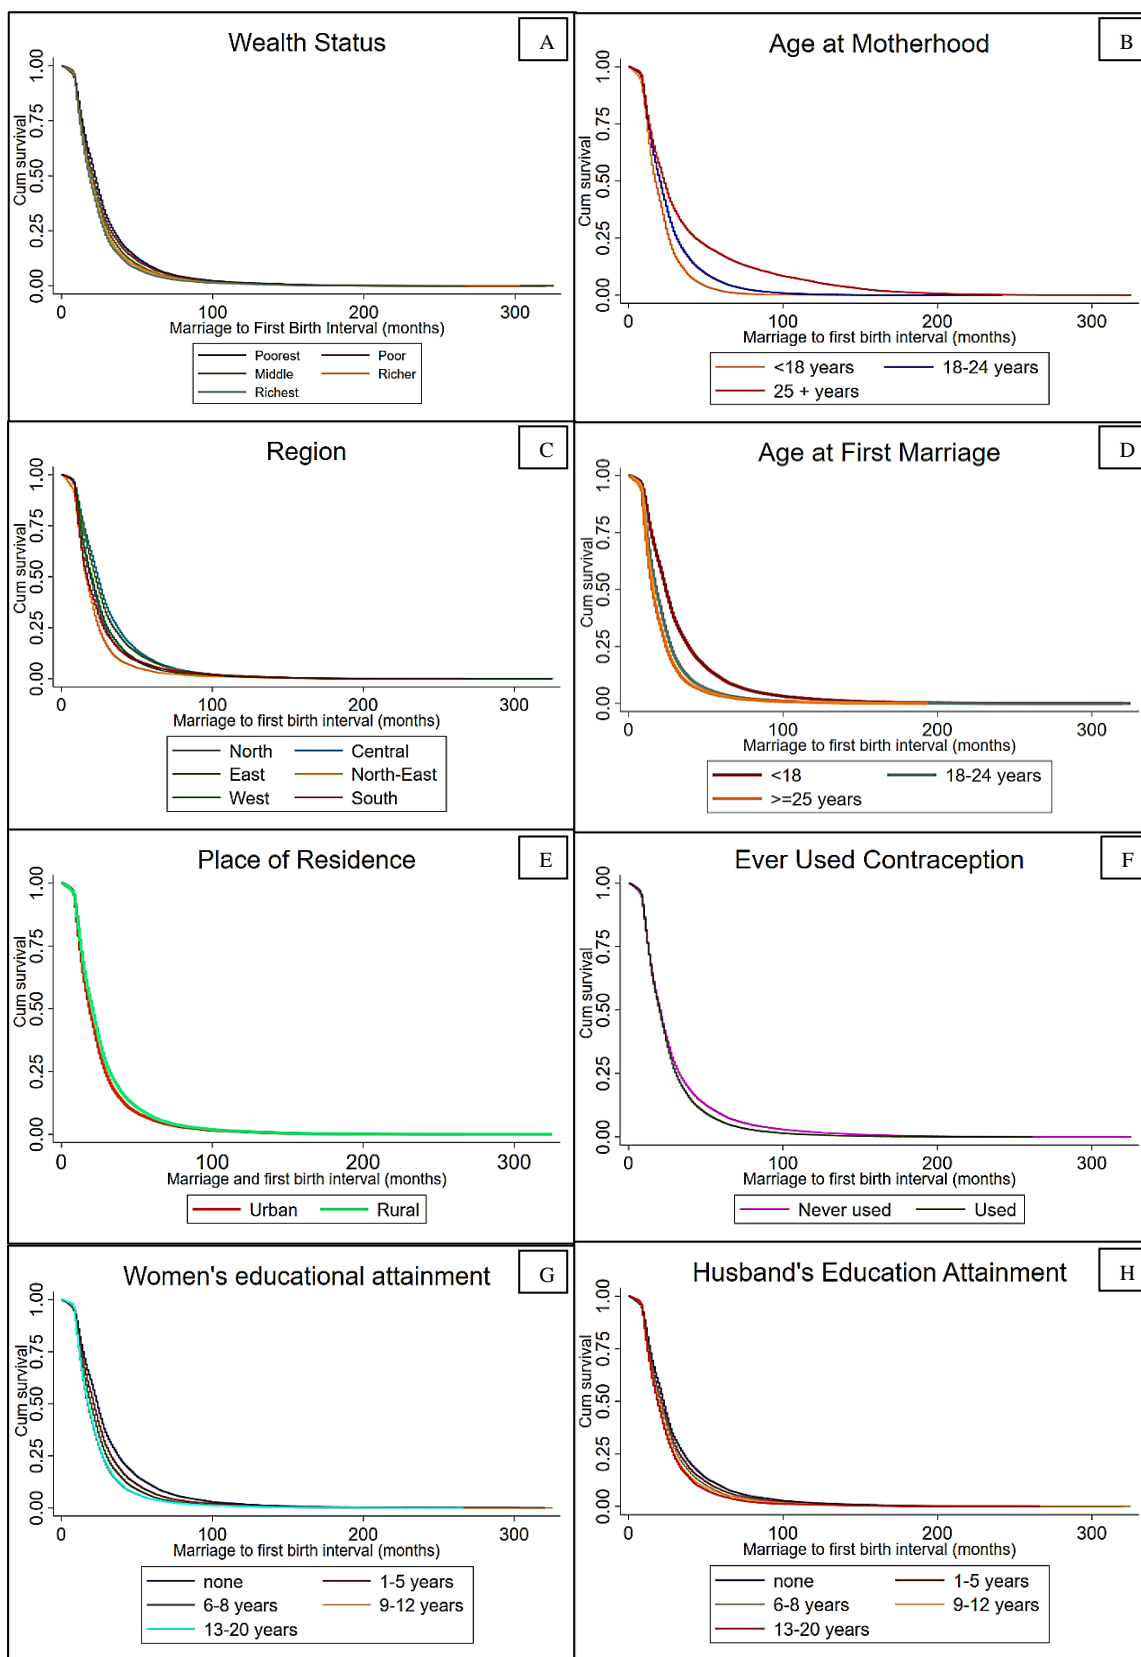 Wealth Status
A
Cum survival
0.00 0.25 0.50 0.75 1.00
0 100 200 300
Marriage to First Birth Interval (months)
Poorest Poor
Middle Richer
Richest
Age at Motherhood
B
Cum survival
0.00 0.25 0.50 0.75 1.00
0 100 200 300
Marriage to first birth interval (months)
<18 years 18-24 years
25 + years
Region
C
Cum survival
0.00 0.25 0.50 0.75 1.00
0 100 200 300
Marriage to first birth interval (months)
North Central
East North-East
West South
Age at First Marriage
D
Cum survival
0.00 0.25 0.50 0.75 1.00
0 100 200 300
Marriage to first birth interval (months)
<18 18-24 years
>=25 years
Place of Residence
E
Cum survival
0.00 0.25 0.50 0.75 1.00
0 100 200 300
Marriage and first birth interval (months)
Urban Rural
Ever Used Contraception
F
Cum survival
0.00 0.25 0.50 0.75 1.00
0 100 200 300
Marriage to first birth interval (months)
Never used Used
Women's educational attainment
G
Cum survival
0.00 0.25 0.50 0.75 1.00
0 100 200 300
Marriage to first birth interval (months)
none 1-5 years
6-8 years 9-12 years
13-20 years
Husband's Education Attainment
H
Cum survival
0.00 0.25 0.50 0.75 1.00
0 100 200 300
Marriage to first birth interval (months)
none 1-5 years
6-8 years 9-12 years
13-20 years